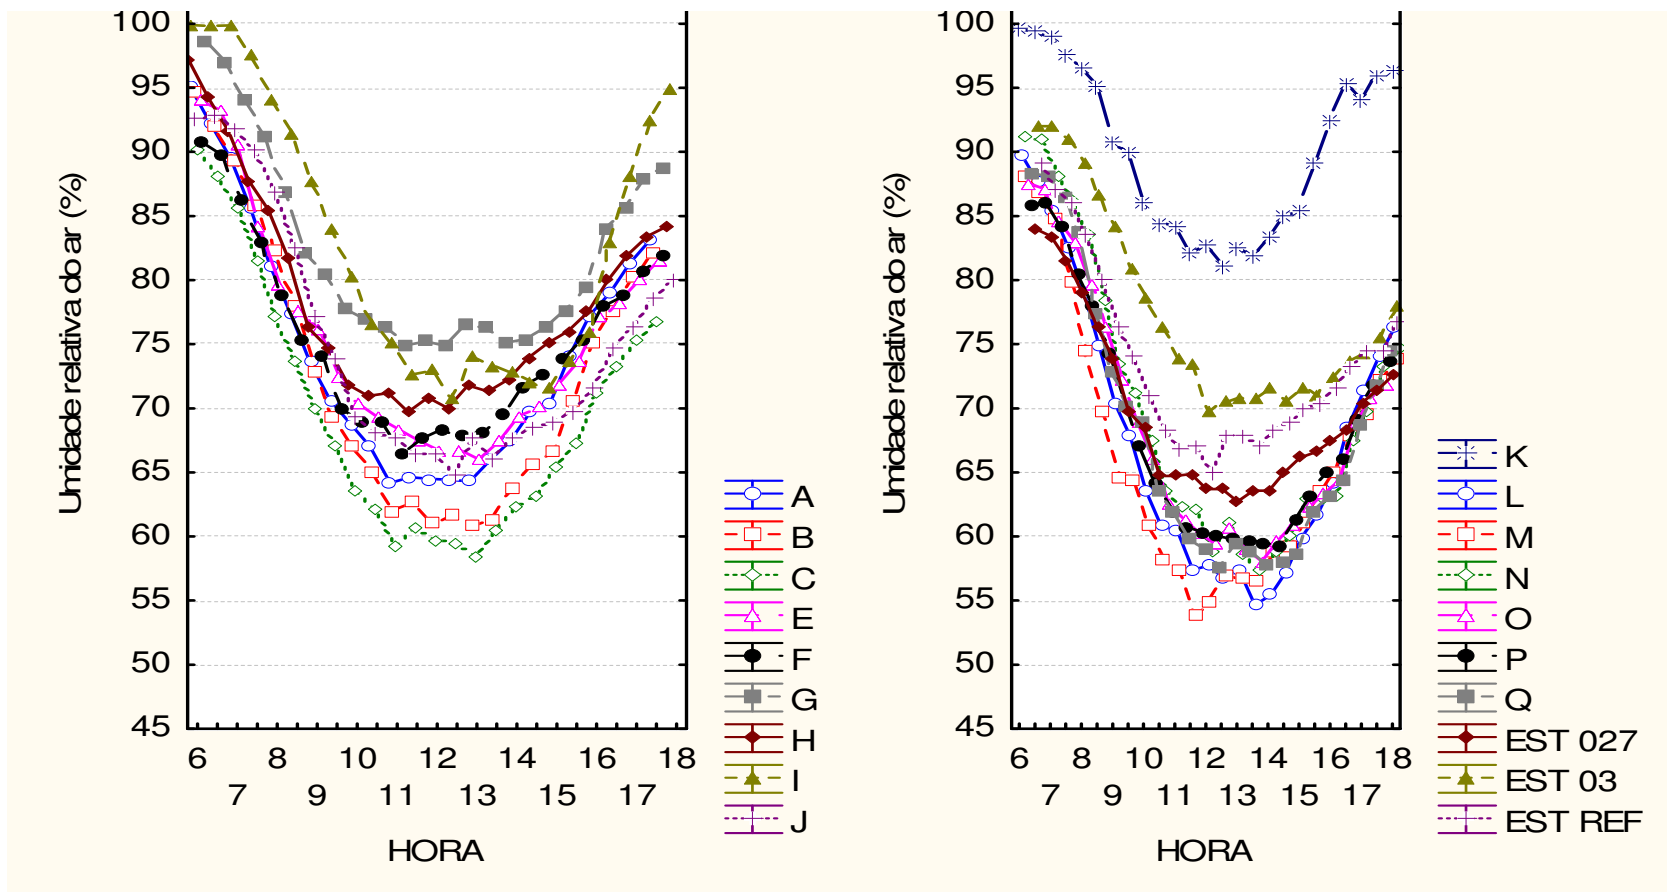 Umidade relativa do ar (%)
100
95
90
85
80
75
70
65
60
55
50
45
6 8 10 12 14 16 18
7 9 11 13 15 17
HORA
A
B
C
E
F
G
H
I
J
Umidade relativa do ar (%)
100
95
90
85
80
75
70
65
60
55
50
45
6 8 10 12 14 16 18
7 9 11 13 15 17
HORA
K
L
M
N
O
P
Q
EST 027
EST 03
EST REF